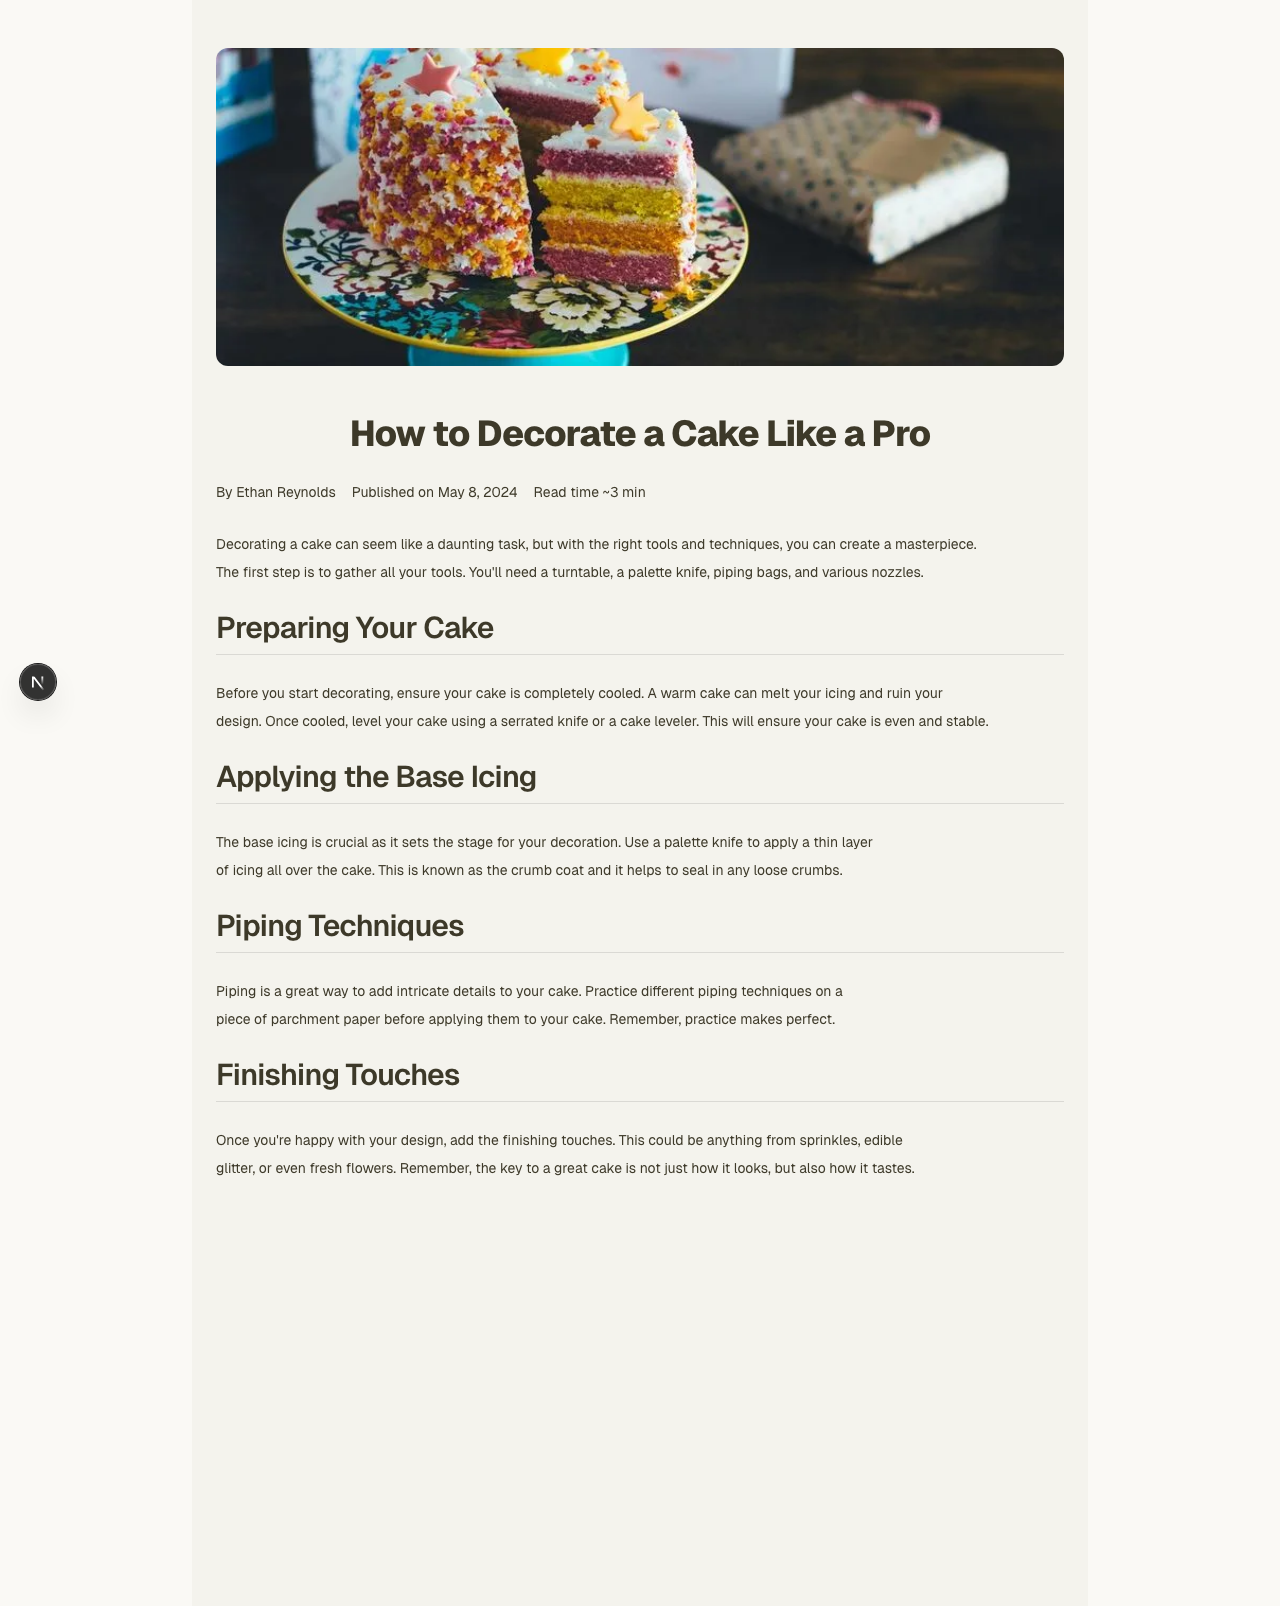 How to Decorate a Cake Like a Pro
By Ethan Reynolds Published on May 8, 2024 Read time ~3 min
Decorating a cake can seem like a daunting task, but with the right tools and techniques, you can create a masterpiece.
The first step is to gather all your tools. You'll need a turntable, a palette knife, piping bags, and various nozzles.
Preparing Your Cake
Before you start decorating, ensure your cake is completely cooled. A warm cake can melt your icing and ruin your
design. Once cooled, level your cake using a serrated knife or a cake leveler. This will ensure your cake is even and stable.
N
Applying the Base Icing
The base icing is crucial as it sets the stage for your decoration. Use a palette knife to apply a thin layer
of icing all over the cake. This is known as the crumb coat and it helps to seal in any loose crumbs.
Piping Techniques
Piping is a great way to add intricate details to your cake. Practice different piping techniques on a
piece of parchment paper before applying them to your cake. Remember, practice makes perfect.
Finishing Touches
Once you're happy with your design, add the finishing touches. This could be anything from sprinkles, edible
glitter, or even fresh flowers. Remember, the key to a great cake is not just how it looks, but also how it tastes.